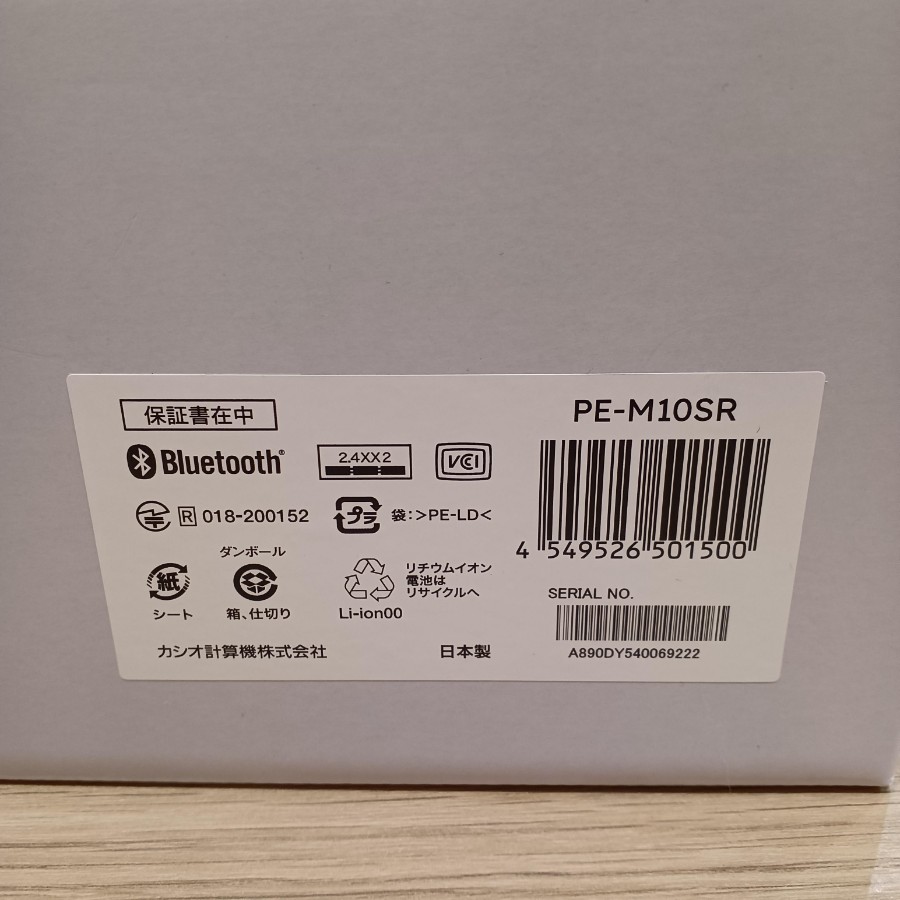 保証書在中
PE-M10SR
Bluetooth®
2.4XX2
VCCI
R 018-200152
プラ
袋:>PE-LD<
4 549526 501500
ダンボール
紙
シート
箱、仕切り
リチウムイオン
電池は
リサイクルへ
Li-ion00
SERIAL NO.
A890DY540069222
カシオ計算機株式会社
日本製